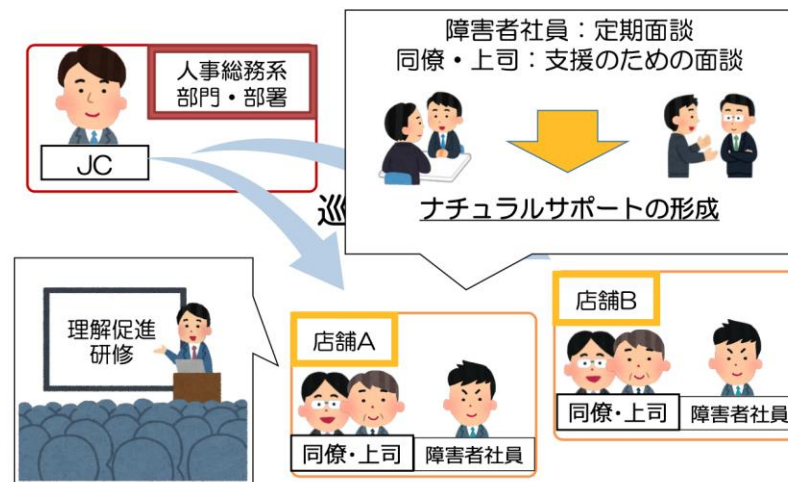 人事総務系
部門・部署
JC
障害者社員：定期面談
同僚・上司：支援のための面談
ナチュラルサポートの形成
巡
理解促進
研修
店舗A
同僚・上司
障害者社員
店舗B
同僚・上司
障害者社員